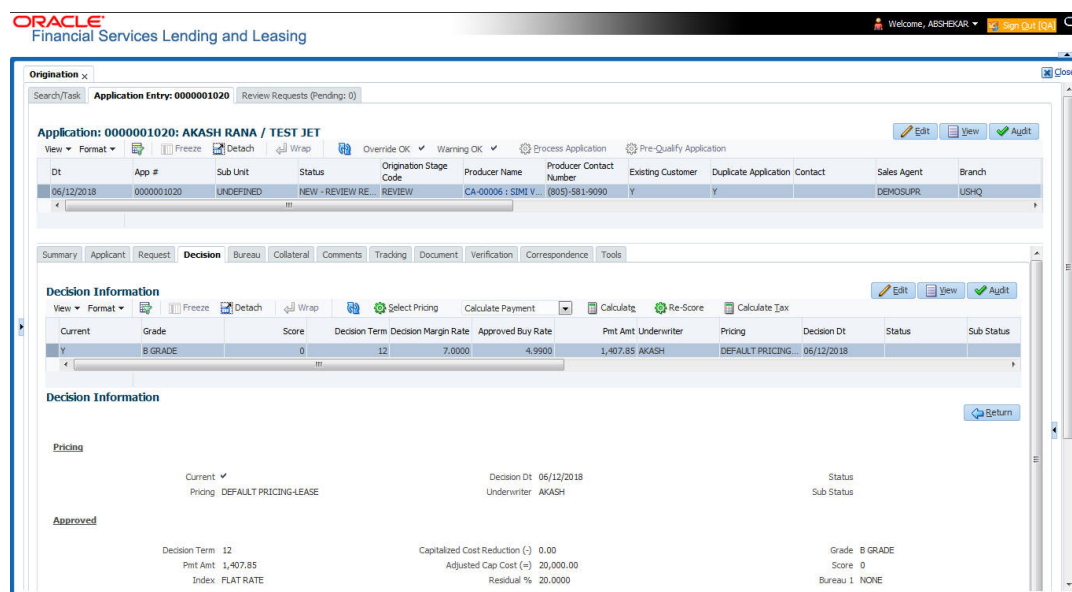 ORACLE®
Financial Services Lending and Leasing
Welcome, ABSHEKAR
Sign Out [QA]
Origination
Close
Search/Task Application Entry: 0000001020 Review Requests (Pending: 0)
Application: 0000001020: AKASH RANA / TEST JET
Edit View Audit
View Format Freeze Detach Wrap Override OK Warning OK Process Application Pre-Qualify Application
Dt App # Sub Unit Status Origination Stage Code Producer Name Producer Contact Number Existing Customer Duplicate Application Contact Sales Agent Branch
06/12/2018 0000001020 UNDEFINED NEW - REVIEW RE... REVIEW CA-00006 : SIMI V... (805)-581-9090 Y Y DEMOSUPR USHQ
Summary Applicant Request Decision Bureau Collateral Comments Tracking Document Verification Correspondence Tools
Decision Information
Edit View Audit
View Format Freeze Detach Wrap Select Pricing Calculate Payment Calculate Re-Score Calculate Tax
Current Grade Score Decision Term Decision Margin Rate Approved Buy Rate Pmt Amt Underwriter Pricing Decision Dt Status Sub Status
Y B GRADE 0 12 7.0000 4.9900 1,407.85 AKASH DEFAULT PRICING... 06/12/2018
Decision Information
Return
Pricing
Current Decision Dt 06/12/2018 Status
Pricing DEFAULT PRICING-LEASE Underwriter AKASH Sub Status
Approved
Decision Term 12 Capitalized Cost Reduction (-) 0.00 Grade B GRADE
Pmt Amt 1,407.85 Adjusted Cap Cost (=) 20,000.00 Score 0
Index FLAT RATE Residual % 20.0000 Bureau 1 NONE